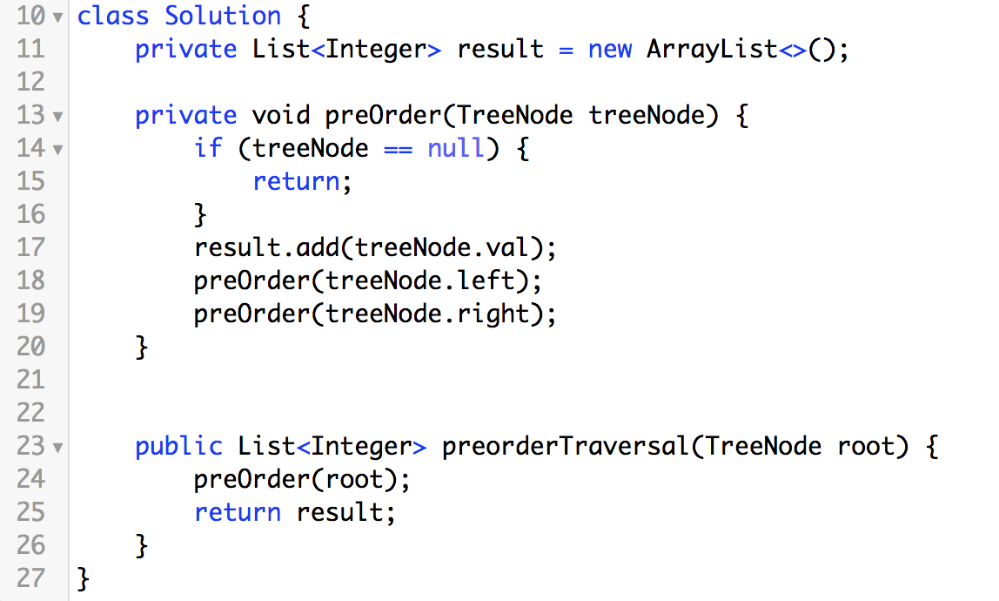 10 class Solution {
11     private List<Integer> result = new ArrayList<>();
12
13     private void preOrder(TreeNode treeNode) {
14         if (treeNode == null) {
15             return;
16         }
17         result.add(treeNode.val);
18         preOrder(treeNode.left);
19         preOrder(treeNode.right);
20     }
21
22
23     public List<Integer> preorderTraversal(TreeNode root) {
24         preOrder(root);
25         return result;
26     }
27 }